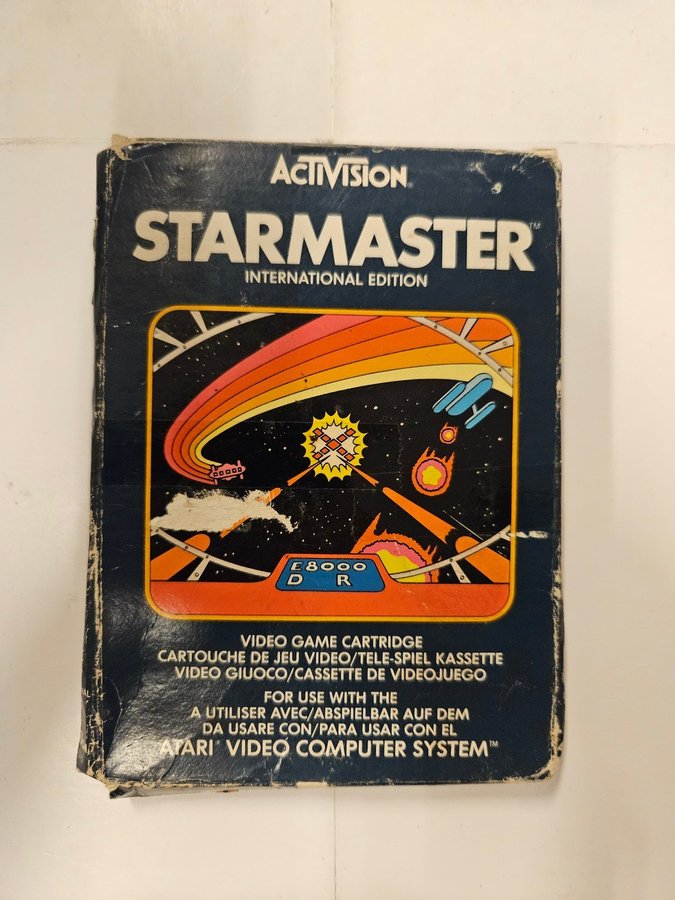 ACTIVISION®
STARMASTER™
INTERNATIONAL EDITION
E8000
D R
VIDEO GAME CARTRIDGE
CARTOUCHE DE JEU VIDEO/TELE-SPIEL KASSETTE
VIDEO GIUOCO/CASSETTE DE VIDEOJUEGO
FOR USE WITH THE
A UTILISER AVEC/ABSPIELBAR AUF DEM
DA USARE CON/PARA USAR CON EL
ATARI® VIDEO COMPUTER SYSTEM™